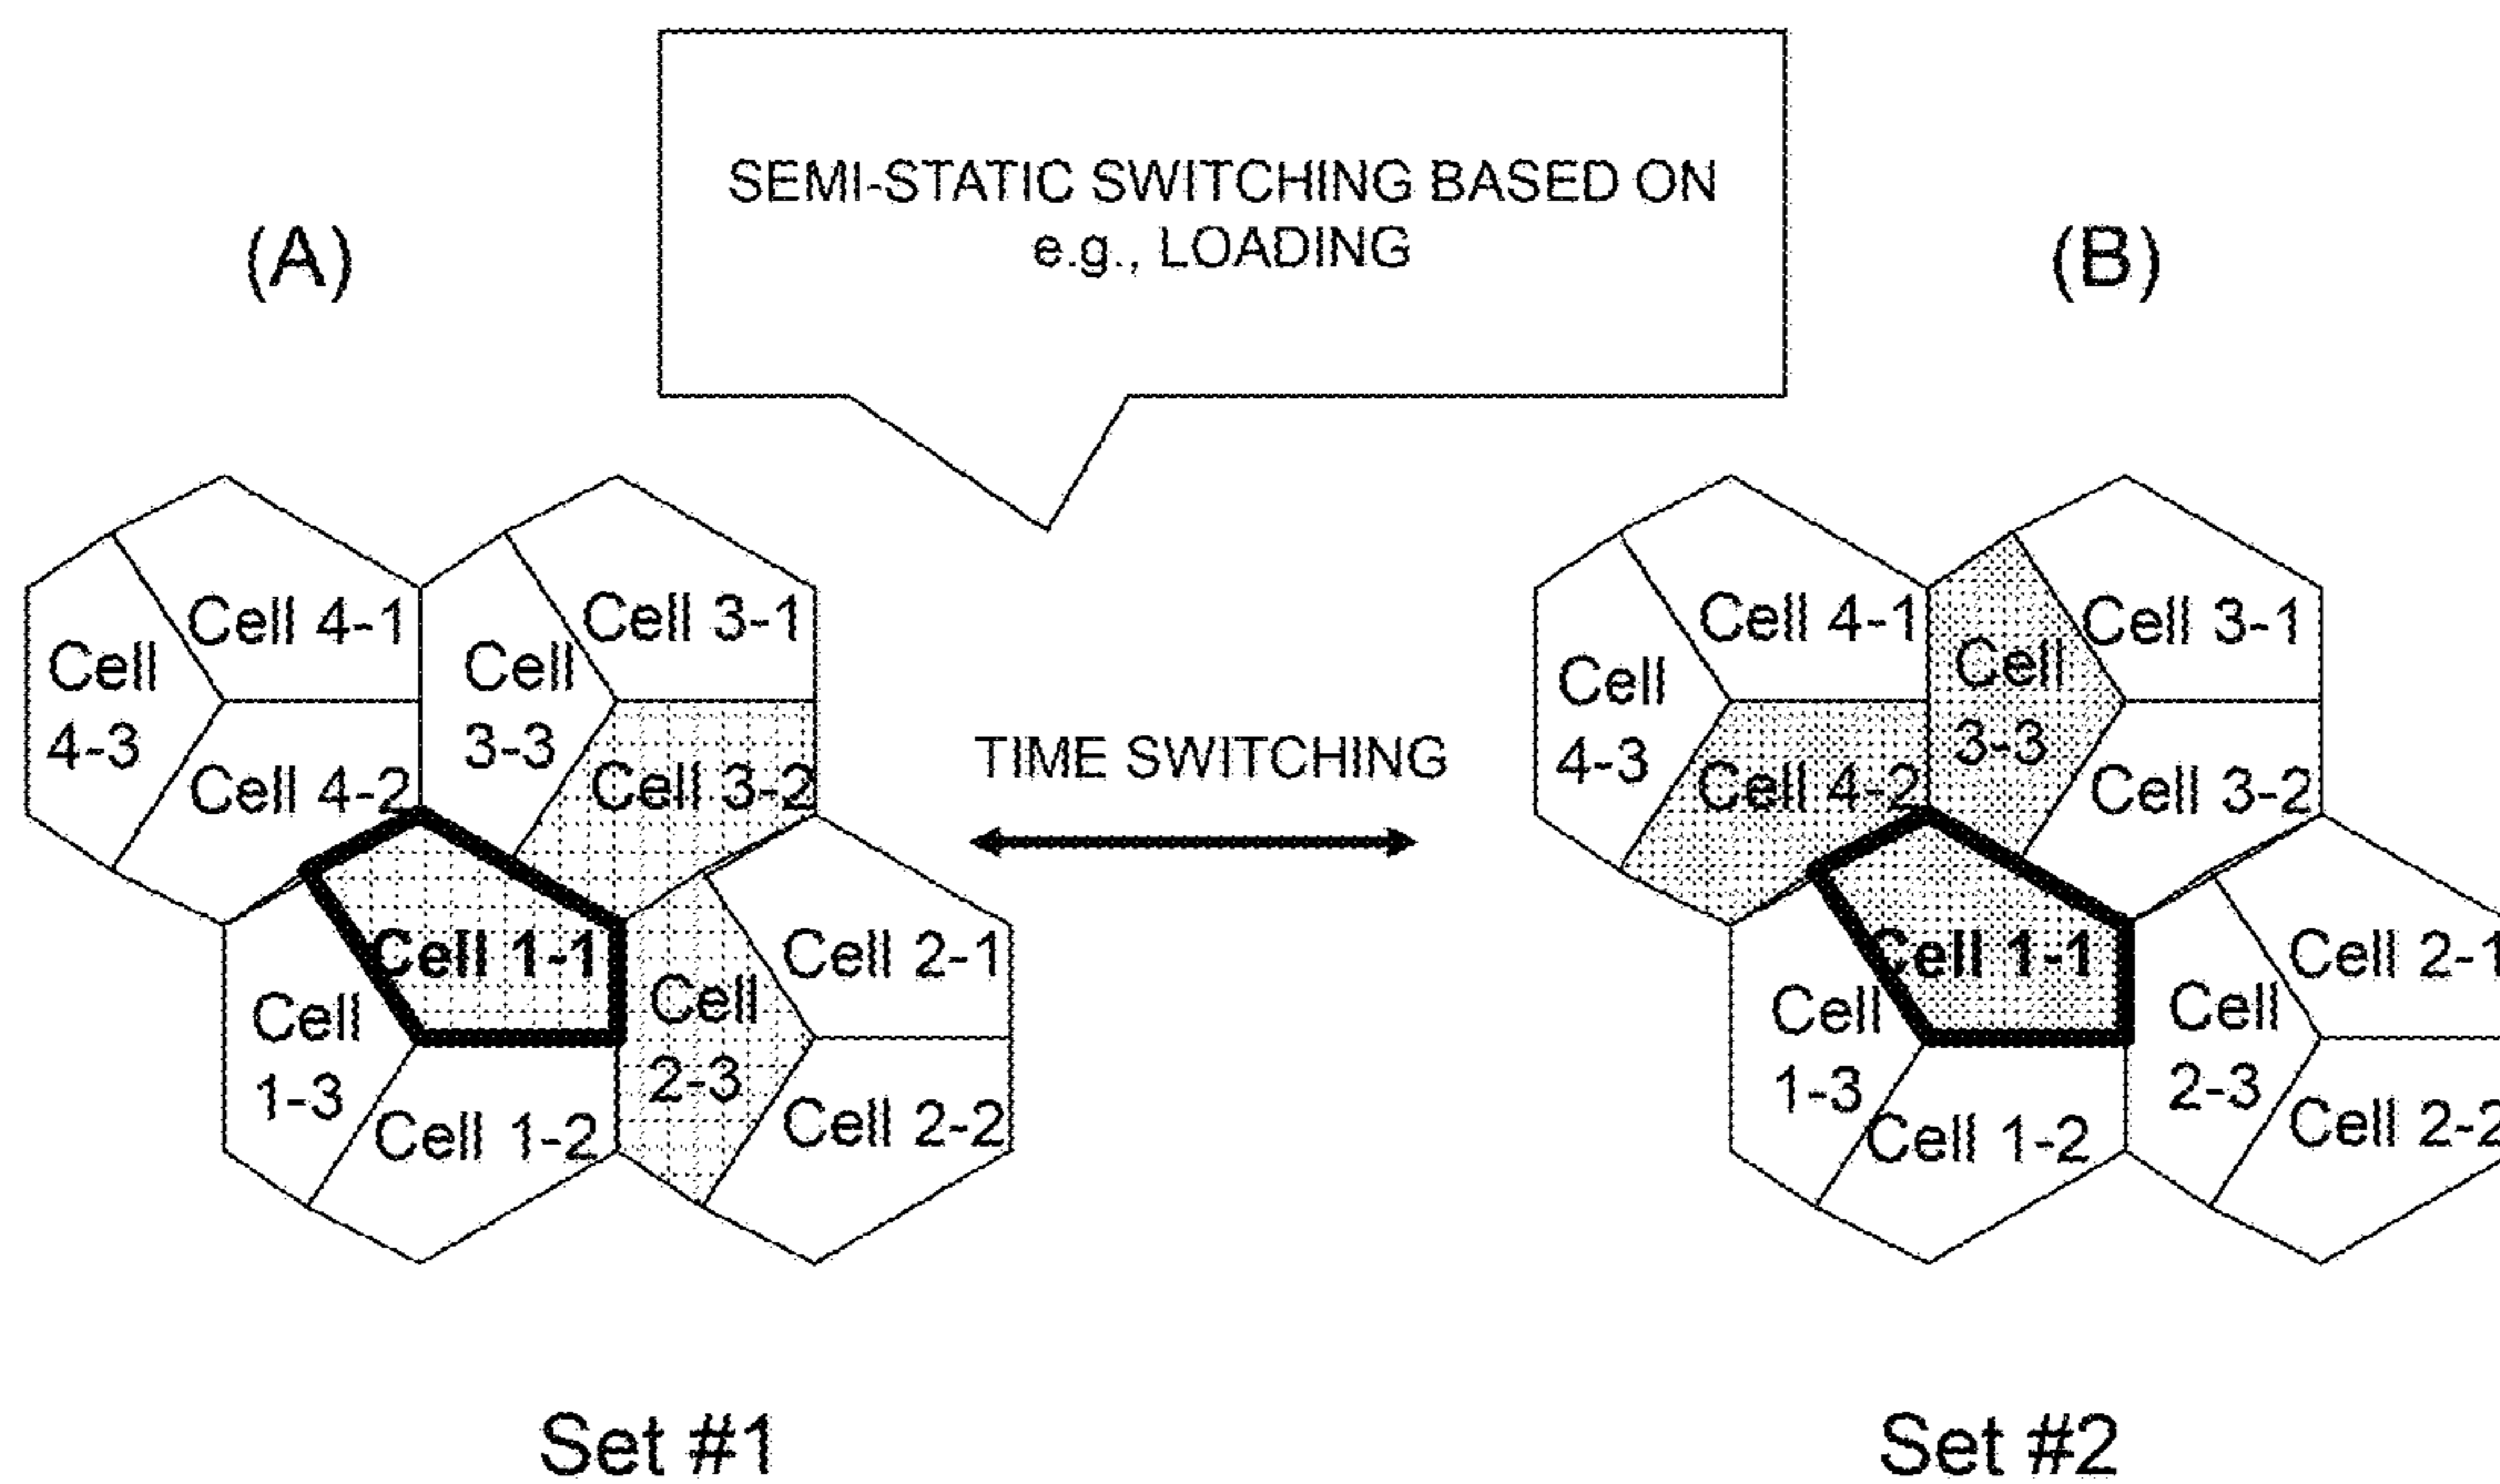 SEMI-STATIC SWITCHING BASED ON
e.g., LOADING
(A)
(B)
Cell 4-1
Cell 3-1
Cell
4-3
Cell
3-3
Cell 4-2
Cell 3-2
Cell 1-1
Cell 2-1
Cell
1-3
Cell
2-3
Cell 1-2
Cell 2-2
TIME SWITCHING
Cell 4-1
Cell 3-1
Cell
4-3
Cell
3-3
Cell 4-2
Cell 3-2
Cell 1-1
Cell 2-1
Cell
1-3
Cell
2-3
Cell 1-2
Cell 2-2
Set #1
Set #2